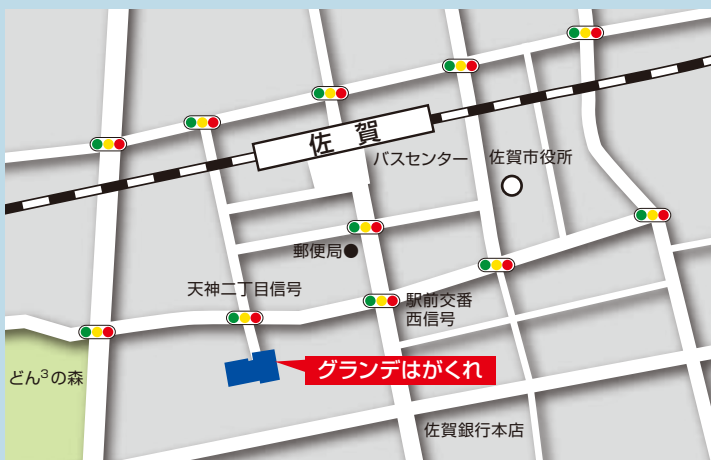 佐賀
バスセンター
佐賀市役所
郵便局
天神二丁目信号
駅前交番
西信号
グランデはがくれ
どん³の森
佐賀銀行本店